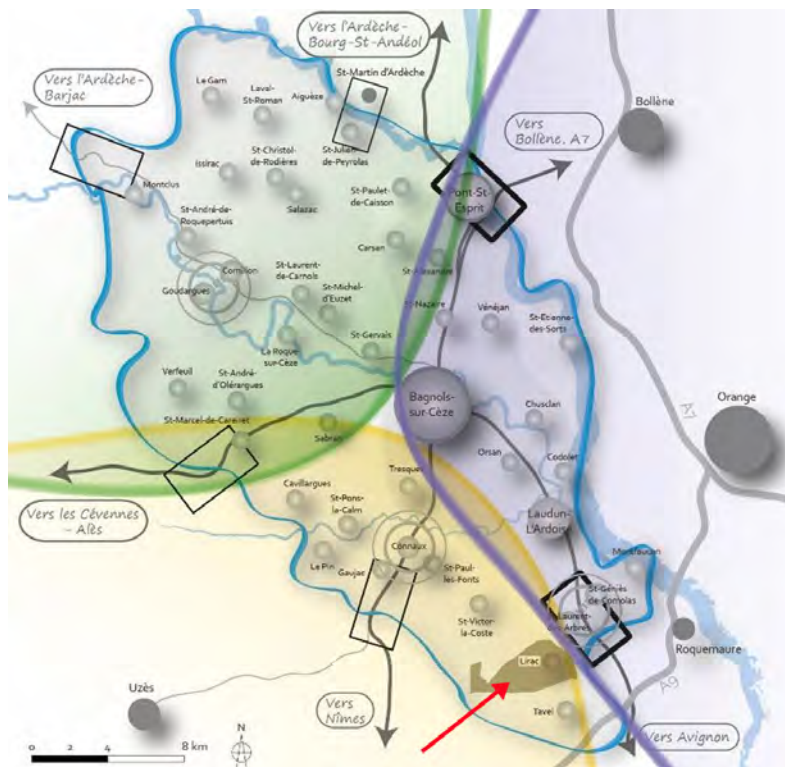 Vers l'Ardèche-
Bourg-St-Andéol
St-Martin d'Ardèche
Vers l'Ardèche-
Barjac
Le Garn
Laval-
St-Roman
Aiguèze
Bollène
Vers
Bollène, A7
St-Christol-
de-Rodières
St-Julien-
de-Peyrolas
Issirac
Montclus
Salazac
St-Paulet-
de-Caisson
Pont-St-
Esprit
St-André-de-
Roquepertuis
Carsan
St-Alexandre
Cornillon
Goudargues
St-Laurent-
de-Carnols
St-Michel-
d'Euzet
St-Nazaire
Vénéjan
St-Etienne-
des-Sorts
St-Gervais
La Roque-
sur-Cèze
Verfeuil
St-André-
d'Olérargues
Bagnols-
sur-Cèze
Orange
A7
St-Marcel-de-Careiret
Sabran
Chusclan
Orsan
Codolet
Tresques
Cavillargues
St-Pons-
la-Calm
Laudun-
L'Ardoise
Vers les Cévennes
- Alès
Connaux
Le Pin
Gaujac
St-Paul-
les-Fonts
Montfaucon
St-Géniès
de-Comolas
St-Victor-
la-Coste
Laurent-
Arbres
Roquemaure
Lirac
A9
Uzès
Tavel
Vers
Nîmes
Vers Avignon
N
0 2 4 8 km